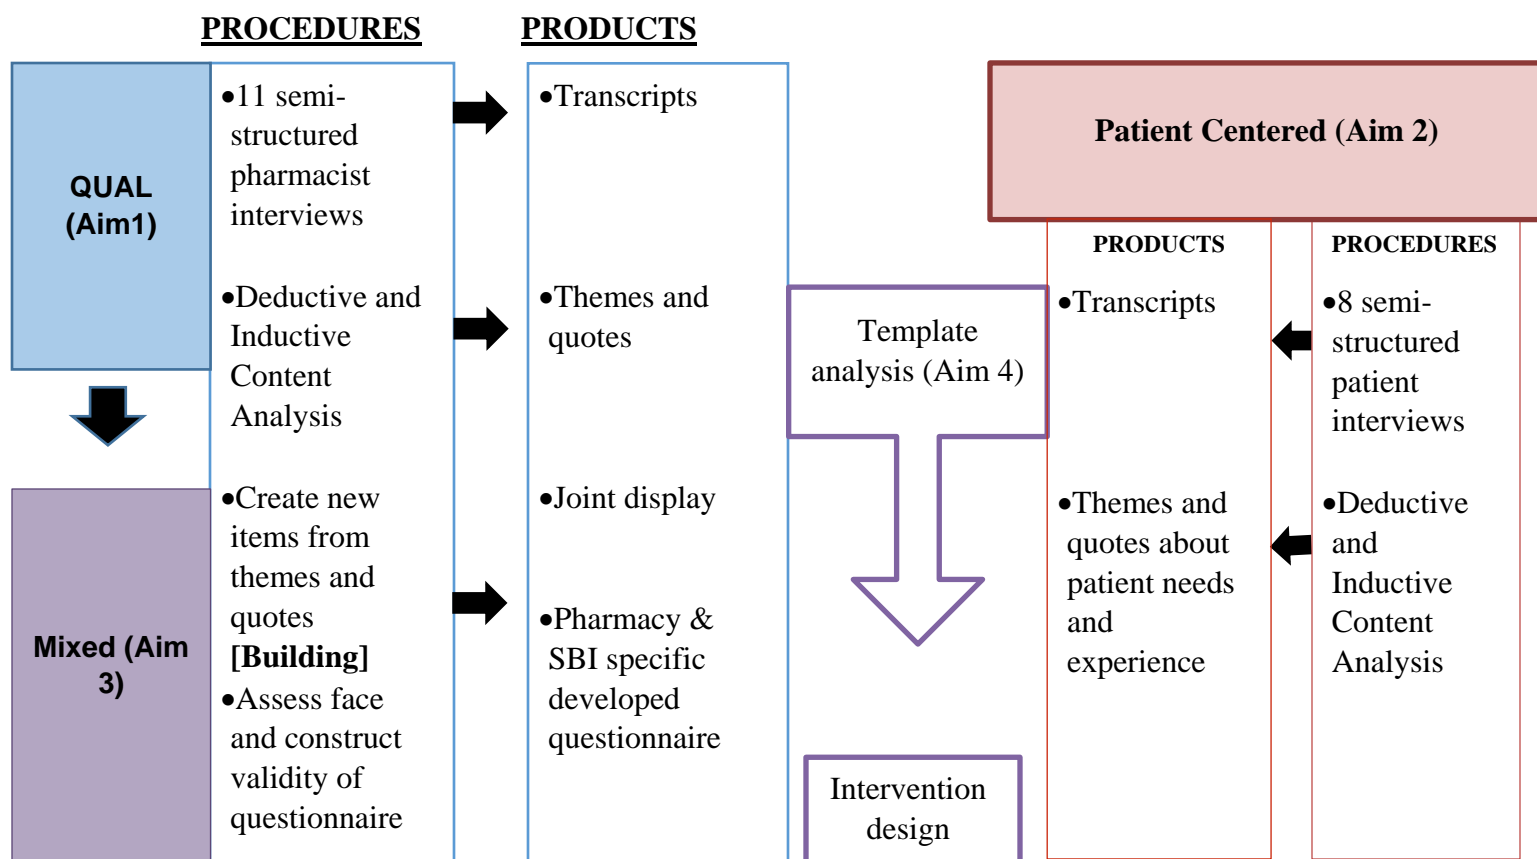 PROCEDURES
PRODUCTS
QUAL
(Aim1)
•11 semi-
structured
pharmacist
interviews
•Transcripts
•Deductive and
Inductive
Content
Analysis
•Themes and
quotes
Mixed (Aim
3)
•Create new
items from
themes and
quotes
[Building]
•Assess face
and construct
validity of
questionnaire
•Joint display
•Pharmacy &
SBI specific
developed
questionnaire
Template
analysis (Aim 4)
Intervention
design
Patient Centered (Aim 2)
PRODUCTS
PROCEDURES
•Transcripts
•8 semi-
structured
patient
interviews
•Themes and
quotes about
patient needs
and
experience
•Deductive
and
Inductive
Content
Analysis